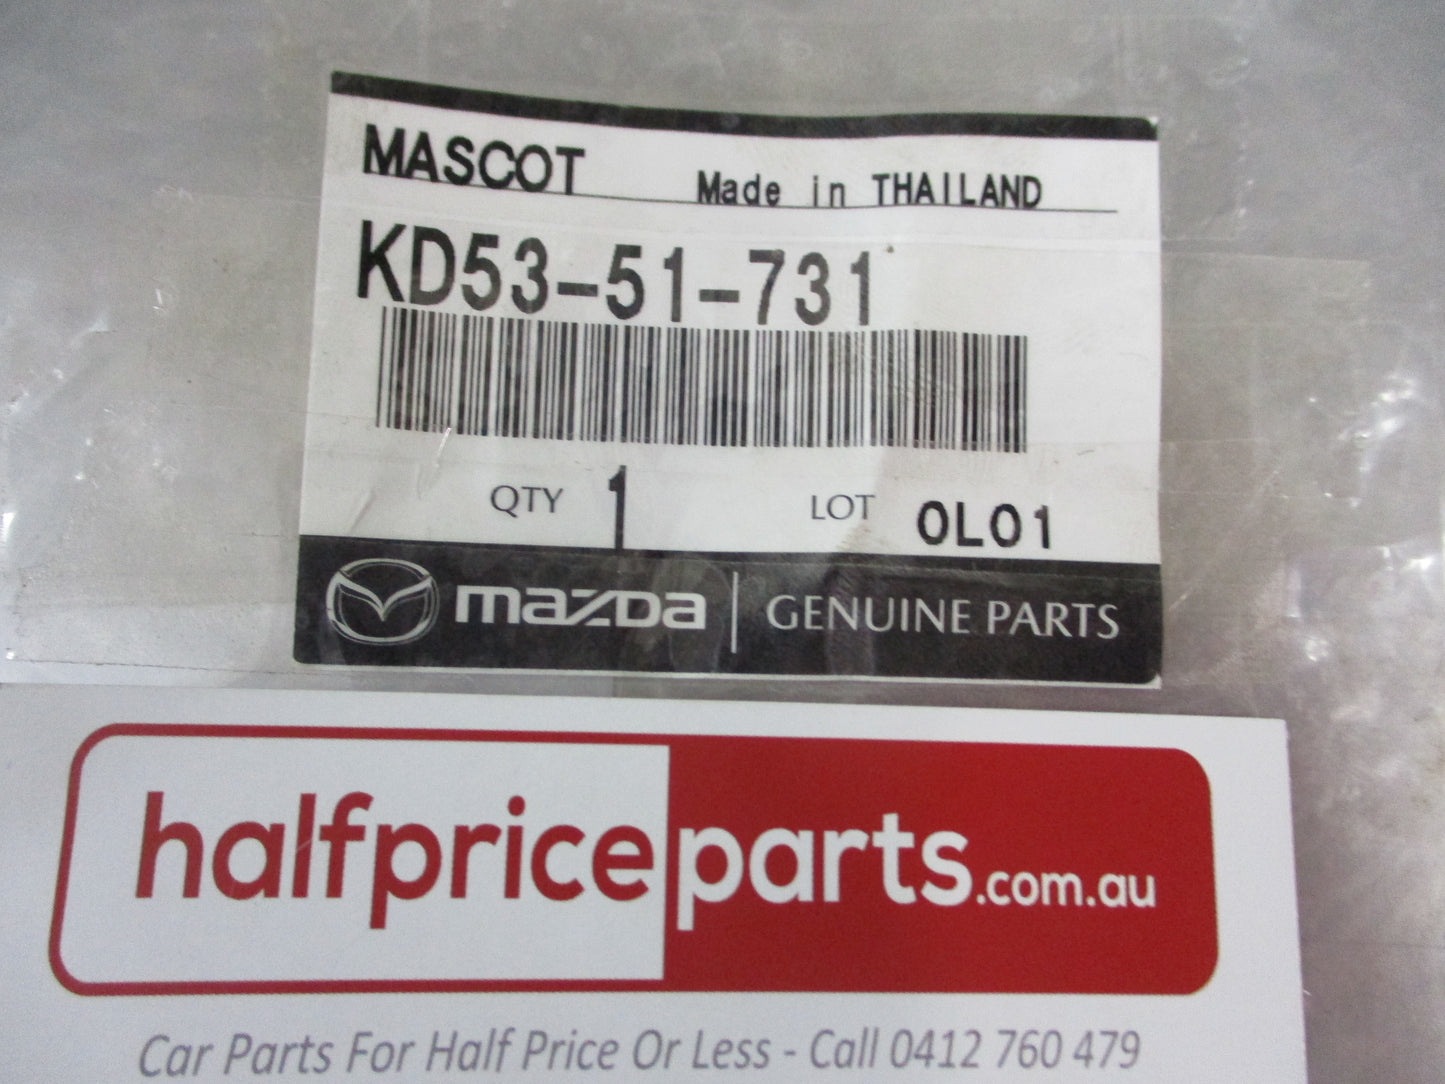 MASCOT Made in THAILAND
KD53-51-731
QTY 1 LOT 0L01
mazda GENUINE PARTS
halfpriceparts.com.au
Car Parts For Half Price Or Less - Call 0412 760 479